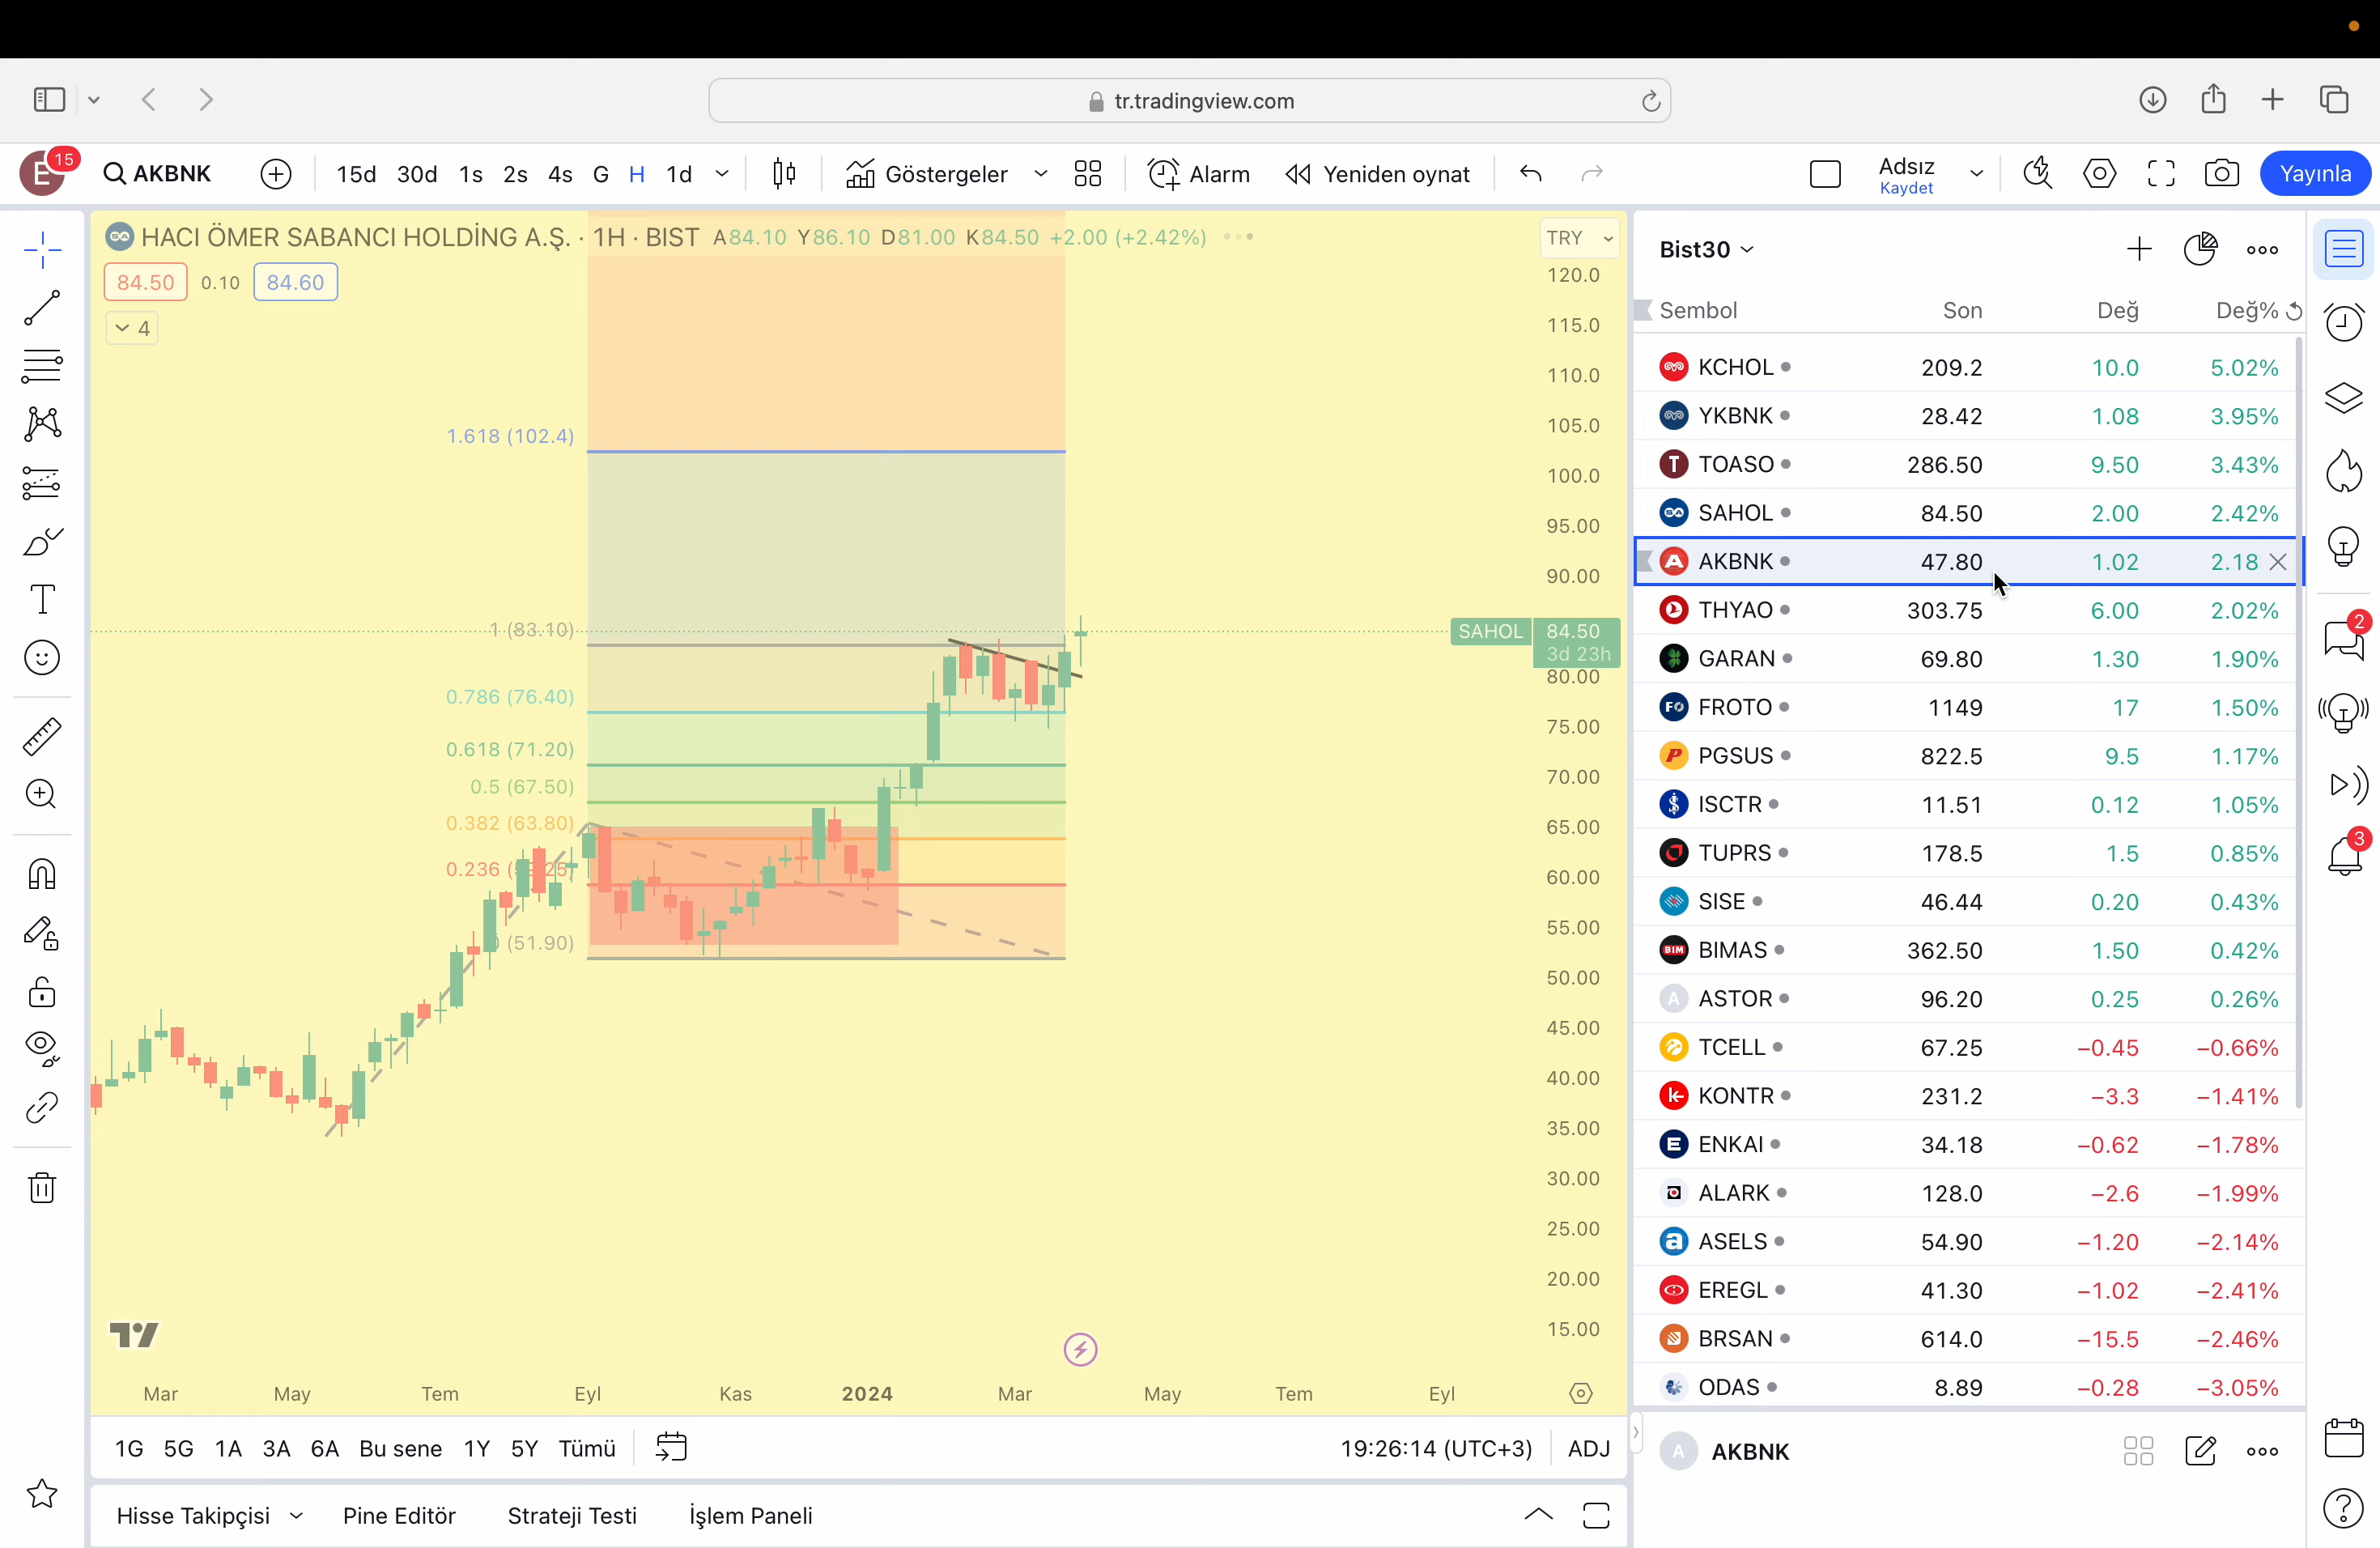 tr.tradingview.com
E 15 AKBNK 15d 30d 1s 2s 4s G H 1d Göstergeler Alarm Yeniden oynat Adsız Yayınla
Kaydet
HACI ÖMER SABANCI HOLDİNG A.Ş. · 1H · BIST A84.10 Y86.10 D81.00 K84.50 +2.00 (+2.42%)
84.50 0.10 84.60
4
TRY
120.0
115.0
110.0
105.0
100.0
95.00
90.00
SAHOL 84.50
3d 23h
80.00
75.00
70.00
65.00
60.00
55.00
50.00
45.00
40.00
35.00
30.00
25.00
20.00
15.00
1.618 (102.4)
1 (83.10)
0.786 (76.40)
0.618 (71.20)
0.5 (67.50)
0.382 (63.80)
0.236
(51.90)
Mar May Tem Eyl Kas 2024 Mar May Tem Eyl
1G 5G 1A 3A 6A Bu sene 1Y 5Y Tümü 19:26:14 (UTC+3) ADJ
Hisse Takipçisi Pine Editör Strateji Testi İşlem Paneli
Bist30
Sembol Son Değ Değ%
KCHOL 209.2 10.0 5.02%
YKBNK 28.42 1.08 3.95%
T TOASO 286.50 9.50 3.43%
SA SAHOL 84.50 2.00 2.42%
A AKBNK 47.80 1.02 2.18
THYAO 303.75 6.00 2.02%
GARAN 69.80 1.30 1.90%
FO FROTO 1149 17 1.50%
P PGSUS 822.5 9.5 1.17%
ISCTR 11.51 0.12 1.05%
TUPRS 178.5 1.5 0.85%
SISE 46.44 0.20 0.43%
BIM BIMAS 362.50 1.50 0.42%
A ASTOR 96.20 0.25 0.26%
TCELL 67.25 −0.45 −0.66%
KONTR 231.2 −3.3 −1.41%
E ENKAI 34.18 −0.62 −1.78%
ALARK 128.0 −2.6 −1.99%
a ASELS 54.90 −1.20 −2.14%
EREGL 41.30 −1.02 −2.41%
BRSAN 614.0 −15.5 −2.46%
ODAS 8.89 −0.28 −3.05%
A AKBNK
2
3